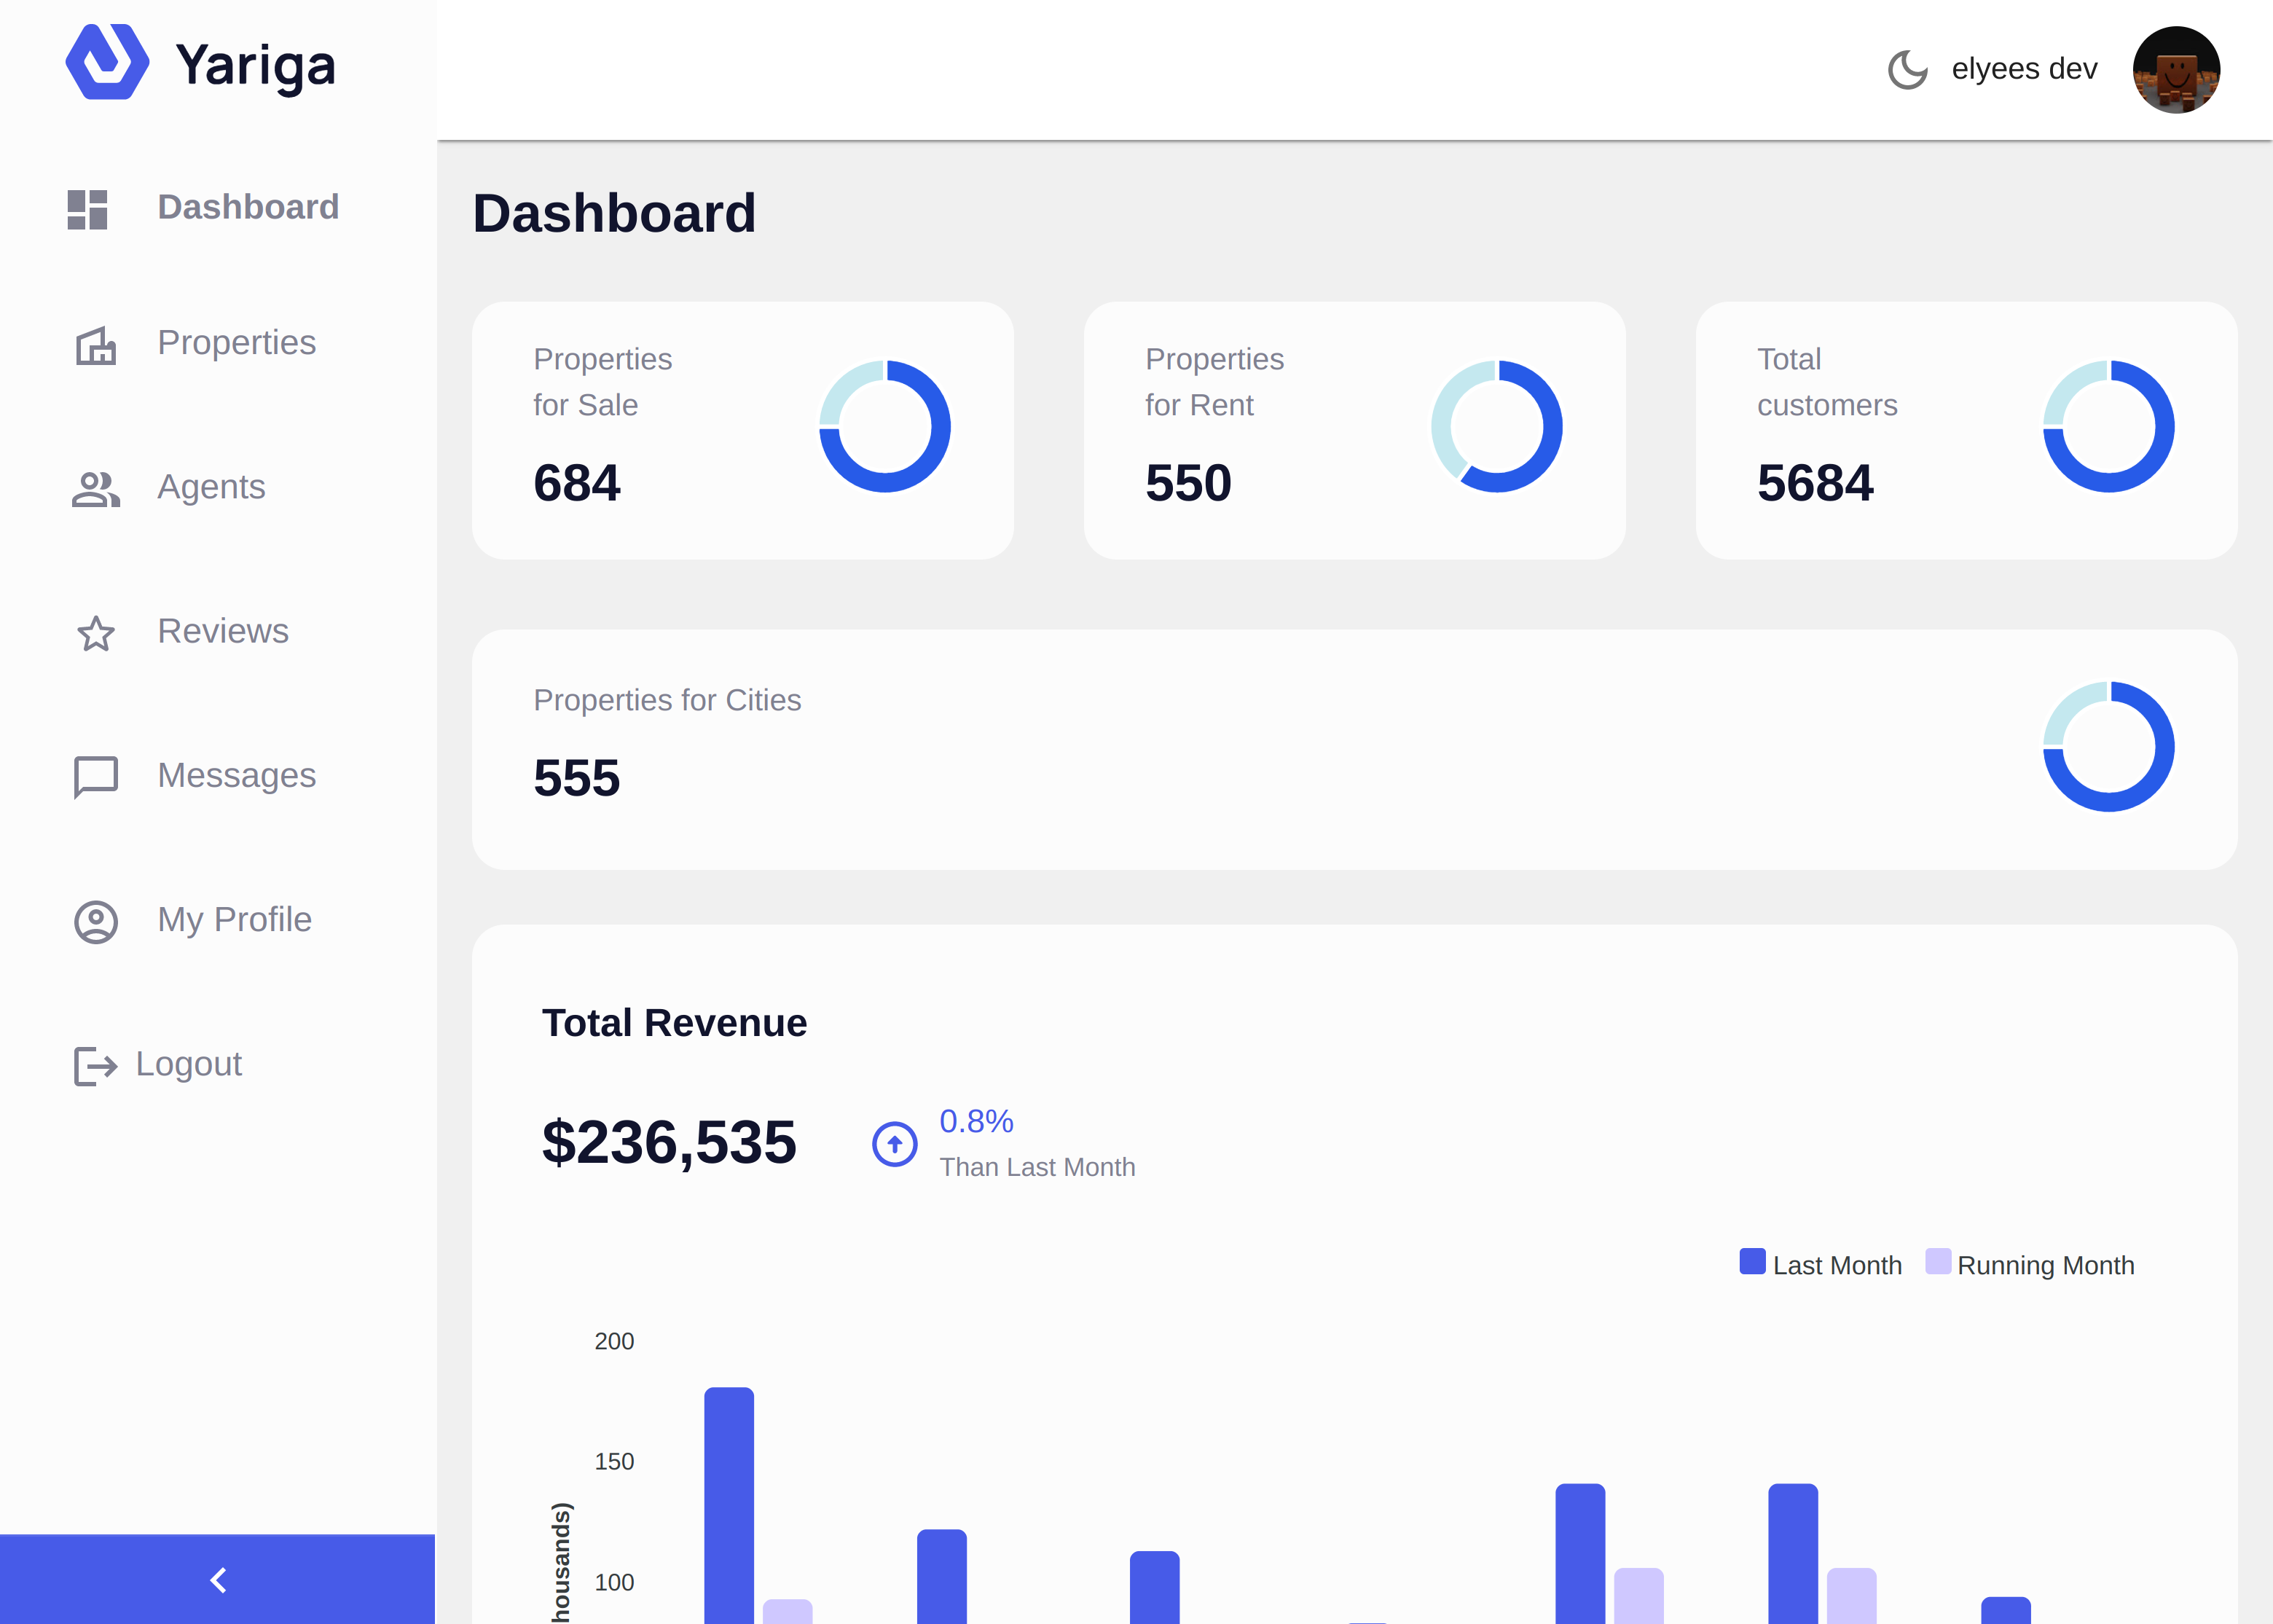 Yariga
elyees dev
Dashboard
Properties
Agents
Reviews
Messages
My Profile
Logout
Dashboard
Properties
for Sale
684
Properties
for Rent
550
Total
customers
5684
Properties for Cities
555
Total Revenue
$236,535
0.8%
Than Last Month
Last Month
Running Month
200
150
100
housands)